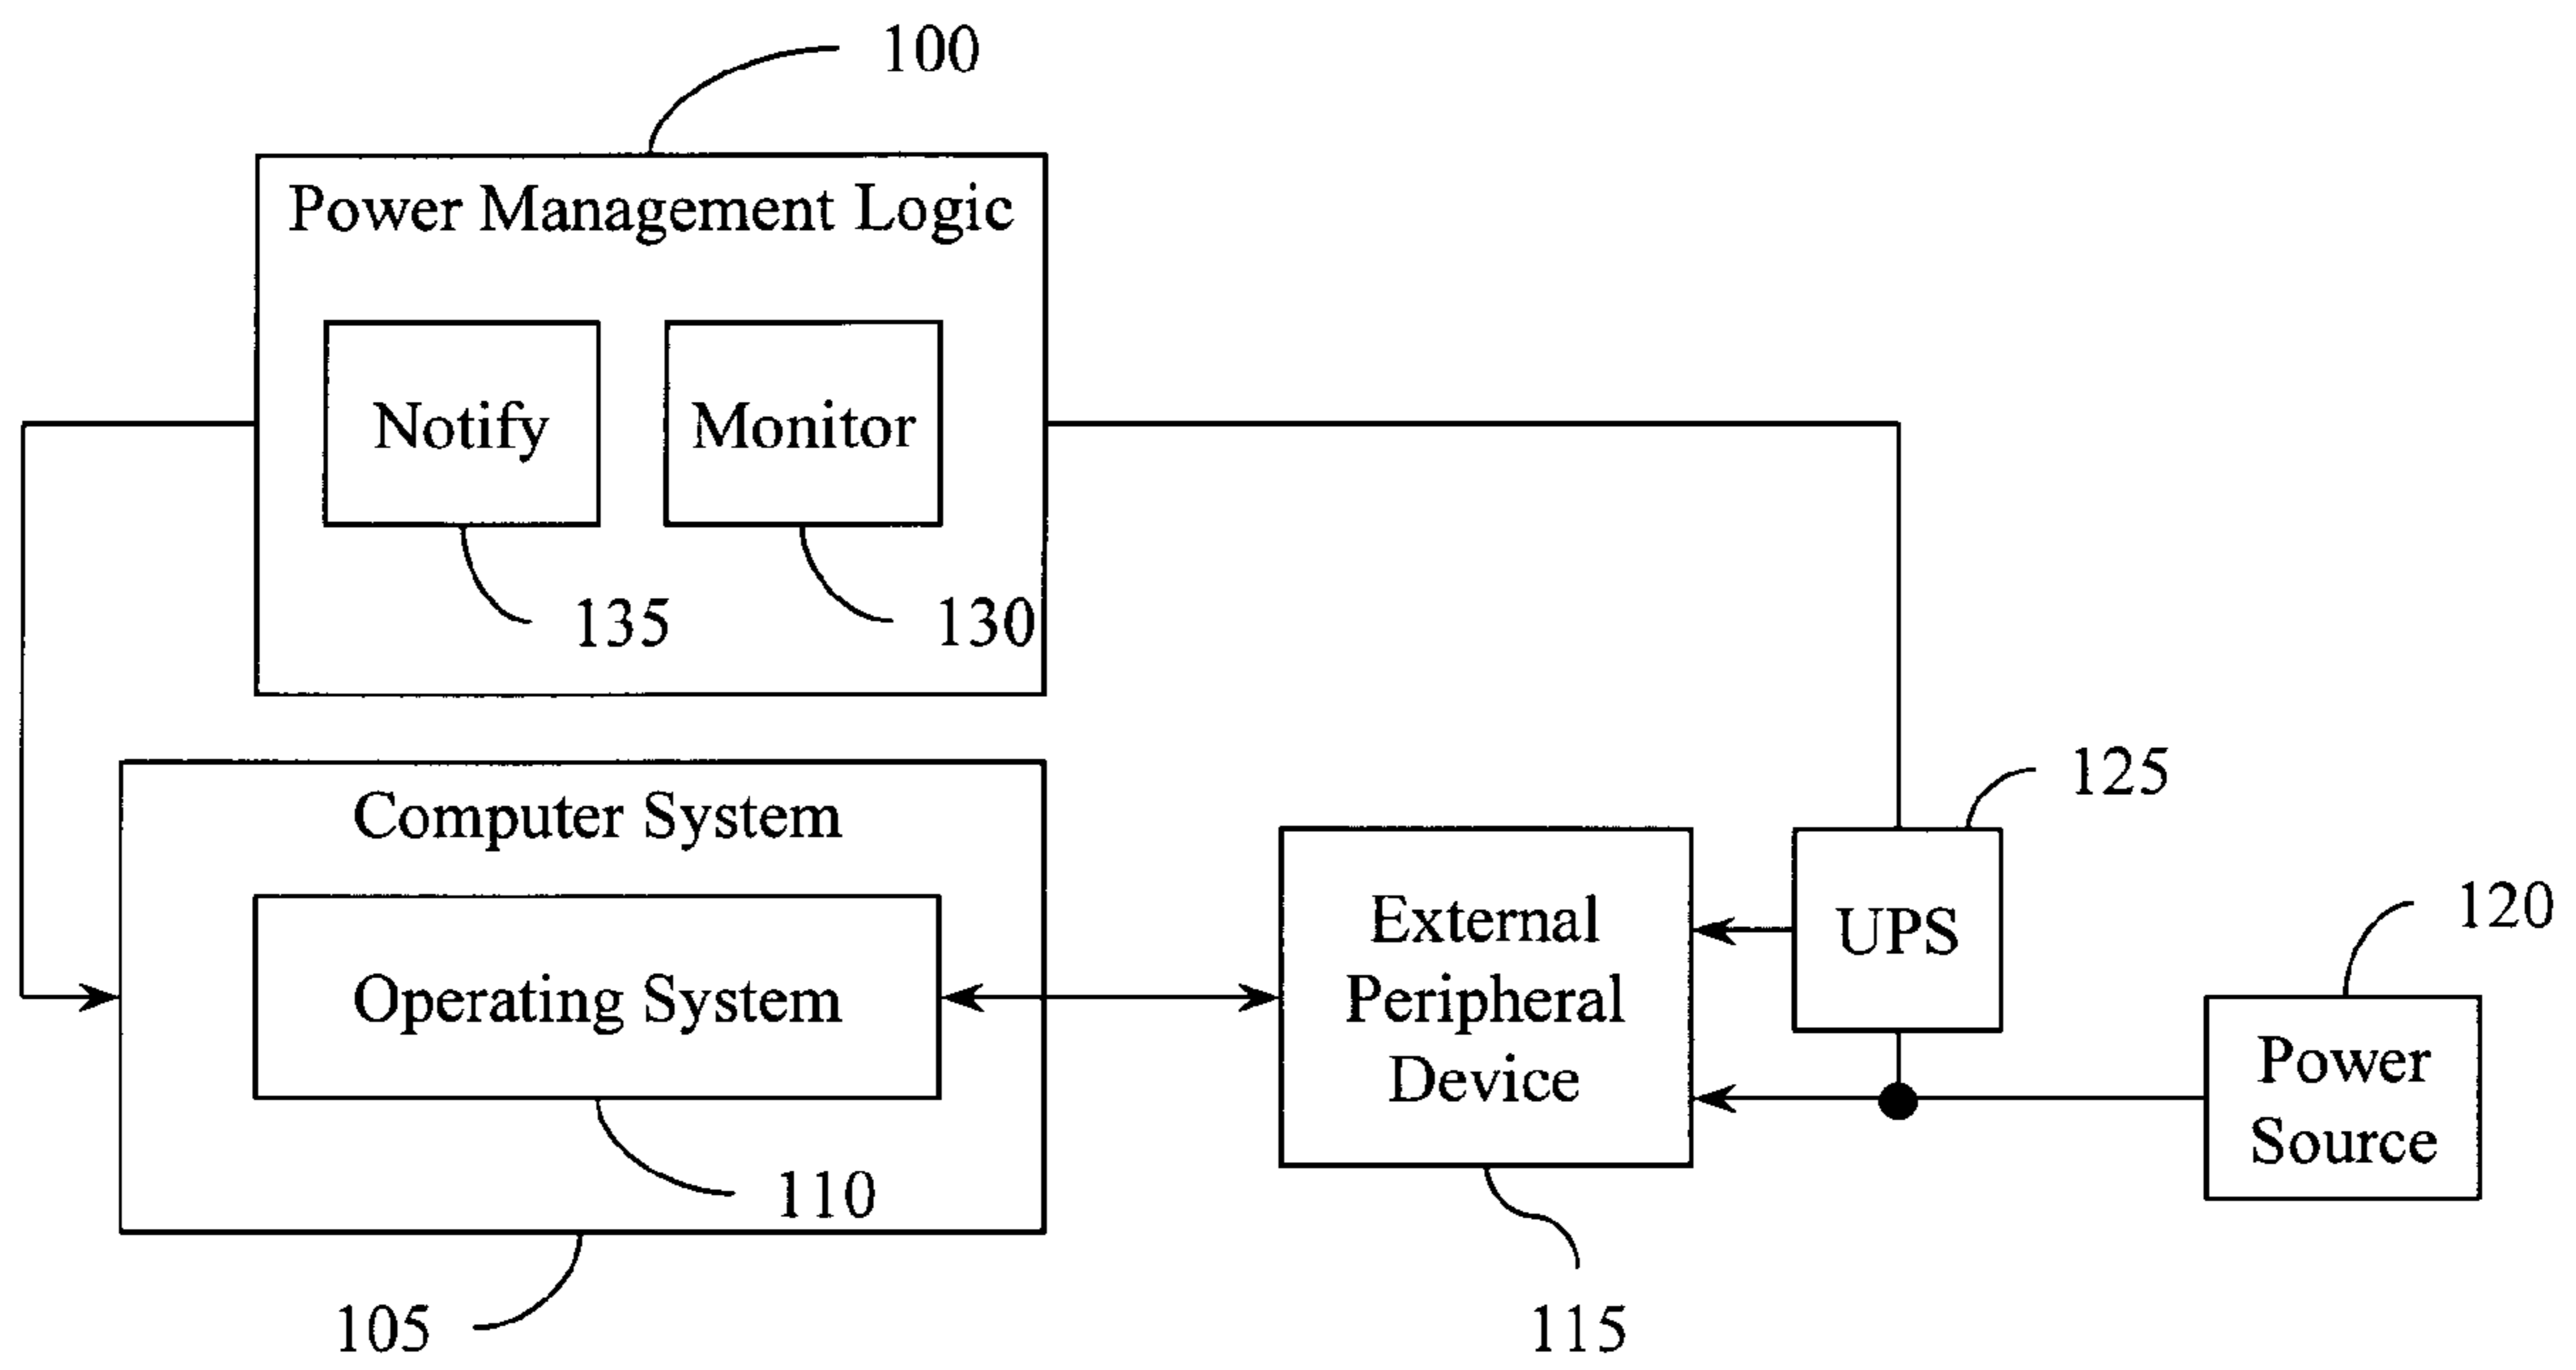 100
Power Management Logic
Notify
Monitor
135
130
Computer System
Operating System
110
105
External
Peripheral
Device
115
UPS
125
Power
Source
120